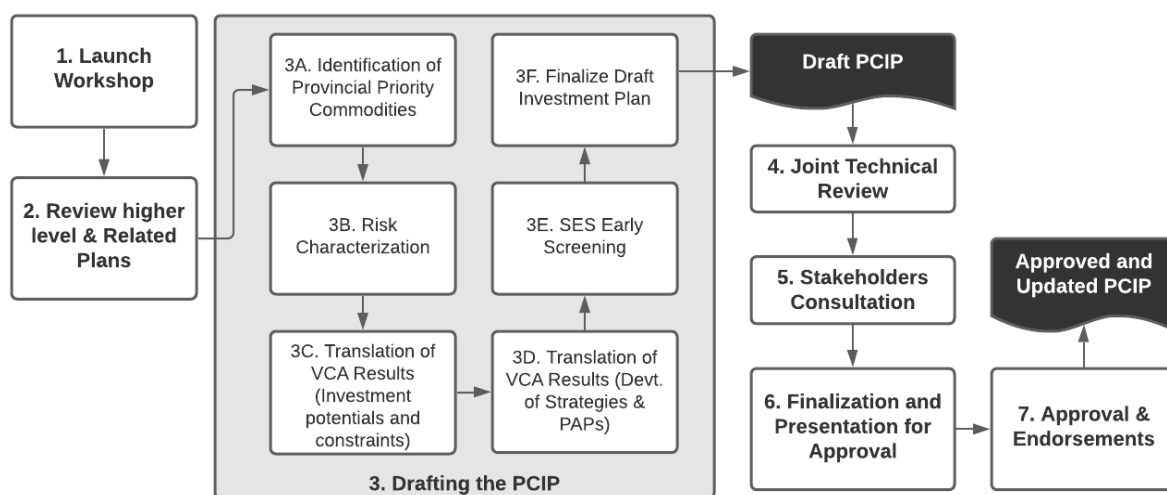 1. Launch
Workshop
2. Review higher
level & Related
Plans
3A. Identification of
Provincial Priority
Commodities
3B. Risk
Characterization
3C. Translation of
VCA Results
(Investment
potentials and
constraints)
3D. Translation of
VCA Results (Devt.
of Strategies &
PAPs)
3E. SES Early
Screening
3F. Finalize Draft
Investment Plan
3. Drafting the PCIP
Draft PCIP
4. Joint Technical
Review
5. Stakeholders
Consultation
6. Finalization and
Presentation for
Approval
7. Approval &
Endorsements
Approved and
Updated PCIP